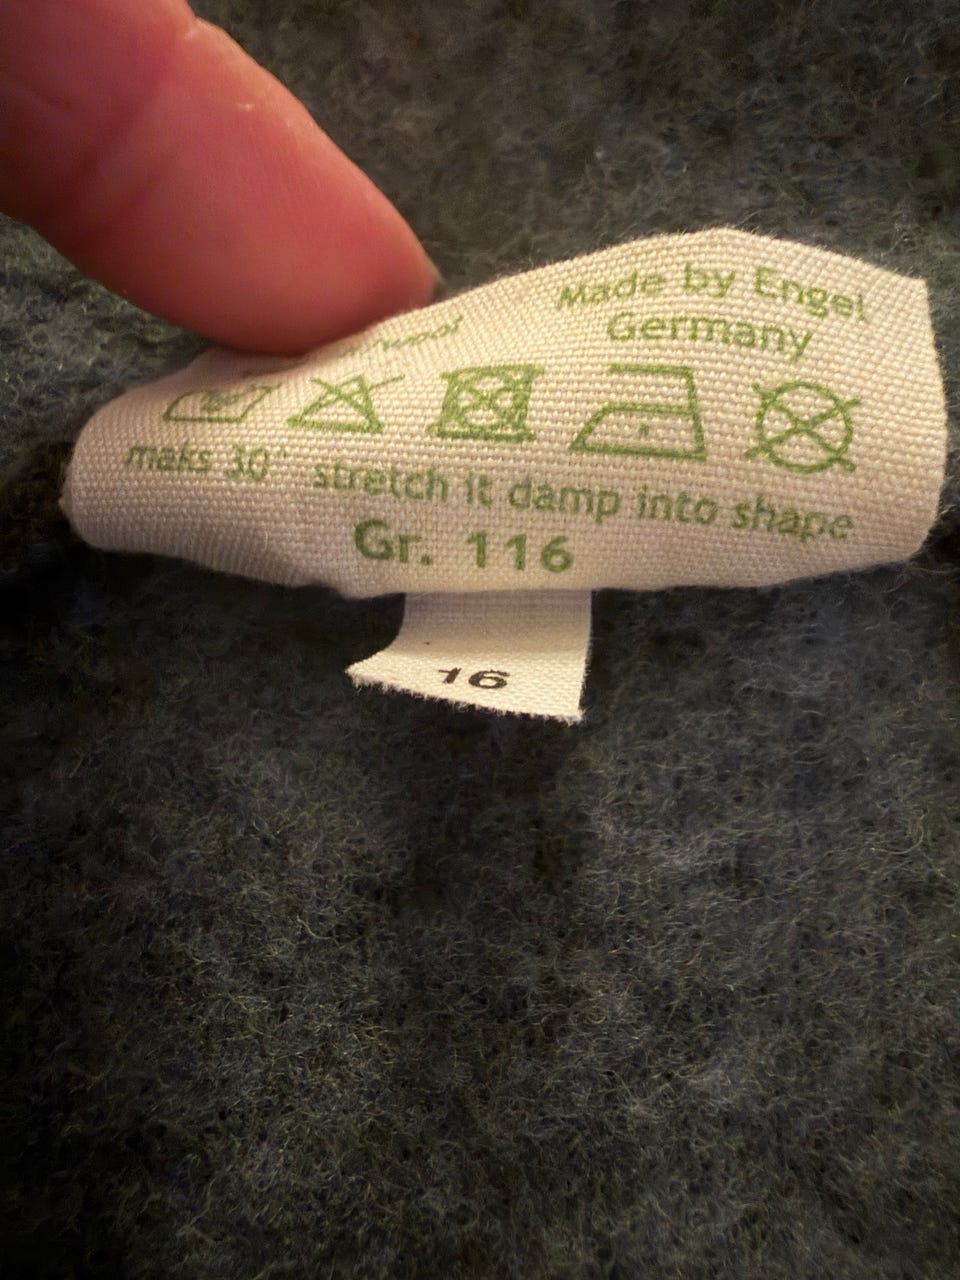 Made by Engel
Germany
maks 30° stretch it damp into shape
Gr. 116
16